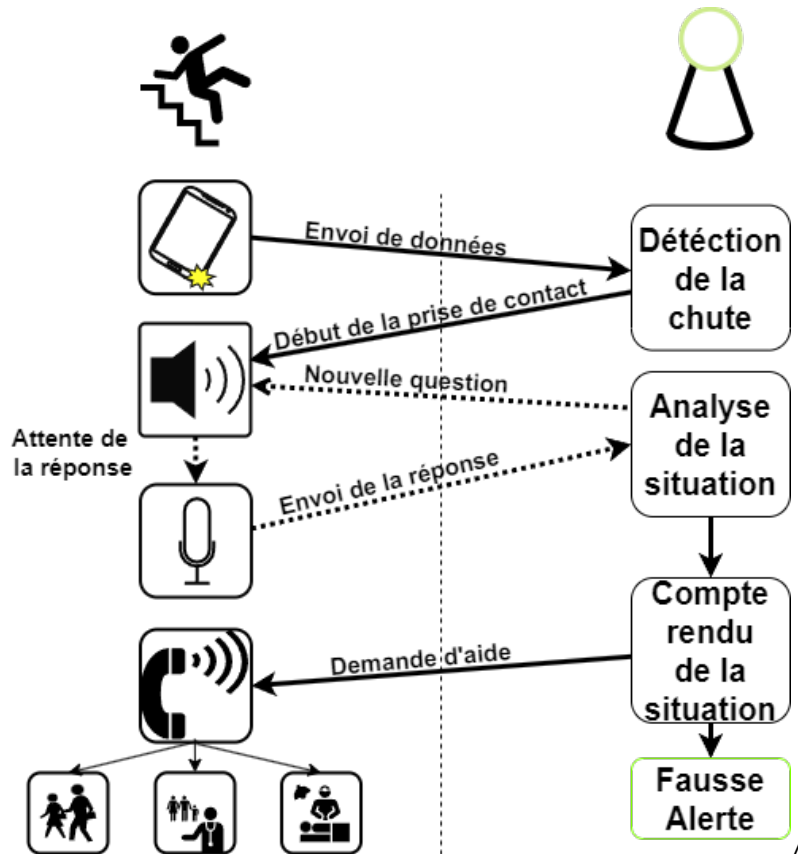 Envoi de données
Détéction
de la
chute
Début de la prise de contact
Nouvelle question
Analyse
de la
situation
Attente de
la réponse
Envoi de la réponse
Compte
rendu
de la
situation
Demande d'aide
Fausse
Alerte